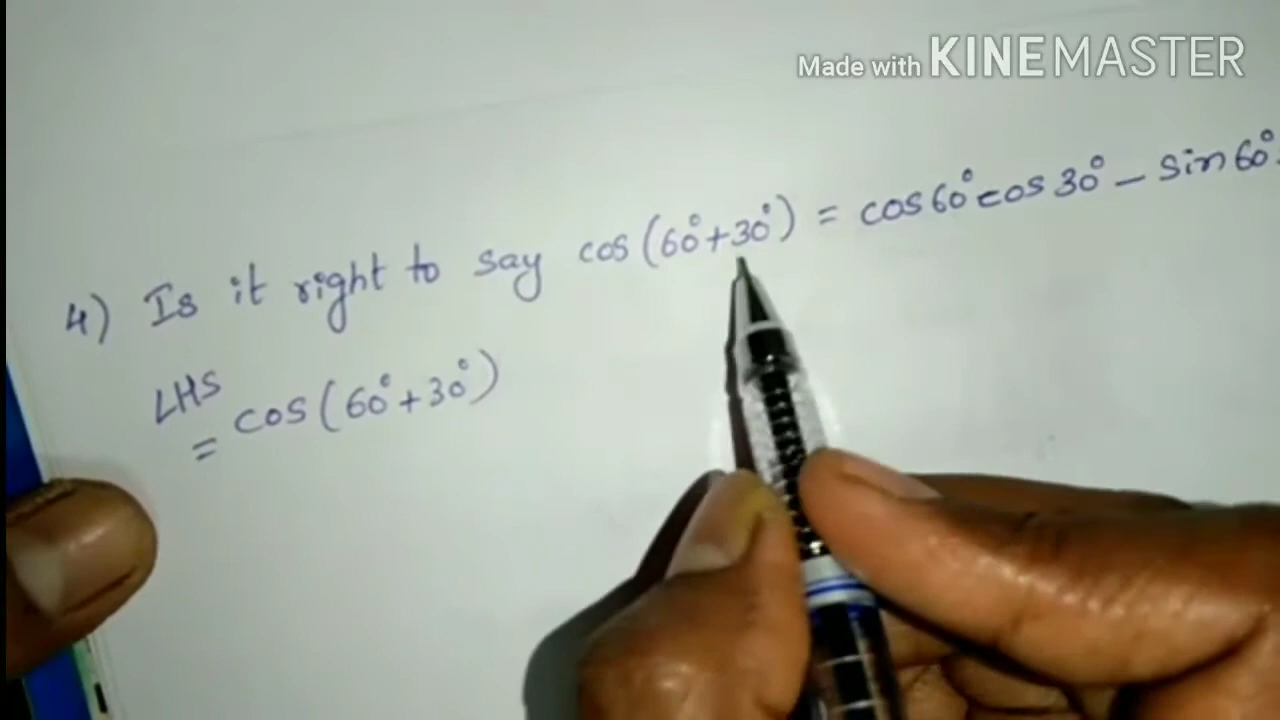 Made with KINEMASTER
4) Is it right to say cos (60°+30°) = cos60° cos30° - sin60°.
LHS
= cos (60°+30°)